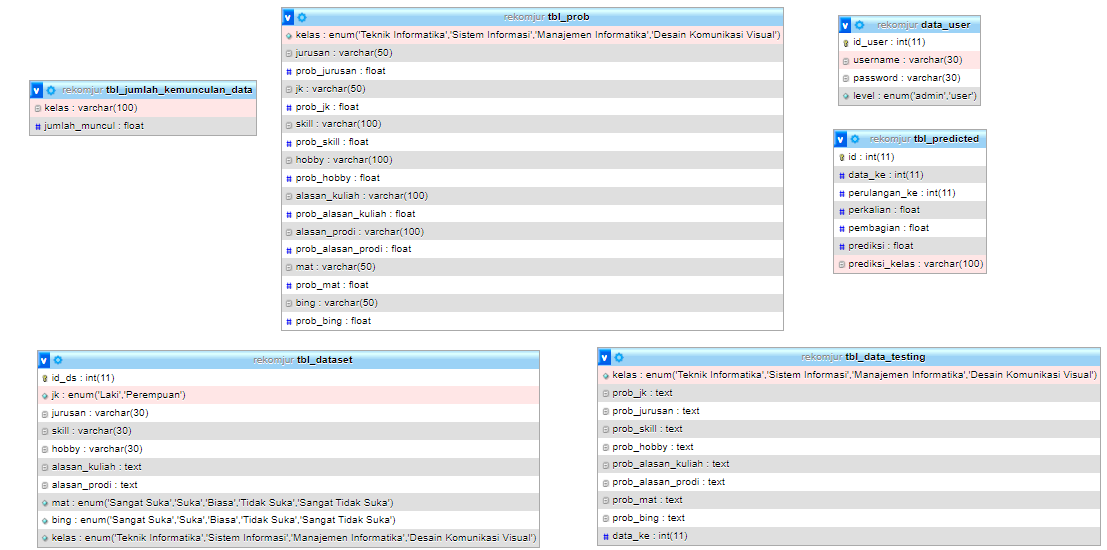 rekomjur tbl_jumlah_kemunculan_data
kelas : varchar(100)
jumlah_muncul : float
rekomjur tbl_prob
kelas : enum('Teknik Informatika','Sistem Informasi','Manajemen Informatika','Desain Komunikasi Visual')
jurusan : varchar(50)
prob_jurusan : float
jk : varchar(50)
prob_jk : float
skill : varchar(100)
prob_skill : float
hobby : varchar(100)
prob_hobby : float
alasan_kuliah : varchar(100)
prob_alasan_kuliah : float
alasan_prodi : varchar(100)
prob_alasan_prodi : float
mat : varchar(50)
prob_mat : float
bing : varchar(50)
prob_bing : float
rekomjur data_user
id_user : int(11)
username : varchar(30)
password : varchar(30)
level : enum('admin','user')
rekomjur tbl_predicted
id : int(11)
data_ke : int(11)
perulangan_ke : int(11)
perkalian : float
pembagian : float
prediksi : float
prediksi_kelas : varchar(100)
rekomjur tbl_dataset
id_ds : int(11)
jk : enum('Laki','Perempuan')
jurusan : varchar(30)
skill : varchar(30)
hobby : varchar(30)
alasan_kuliah : text
alasan_prodi : text
mat : enum('Sangat Suka','Suka','Biasa','Tidak Suka','Sangat Tidak Suka')
bing : enum('Sangat Suka','Suka','Biasa','Tidak Suka','Sangat Tidak Suka')
kelas : enum('Teknik Informatika','Sistem Informasi','Manajemen Informatika','Desain Komunikasi Visual')
rekomjur tbl_data_testing
kelas : enum('Teknik Informatika','Sistem Informasi','Manajemen Informatika','Desain Komunikasi Visual')
prob_jk : text
prob_jurusan : text
prob_skill : text
prob_hobby : text
prob_alasan_kuliah : text
prob_alasan_prodi : text
prob_mat : text
prob_bing : text
data_ke : int(11)